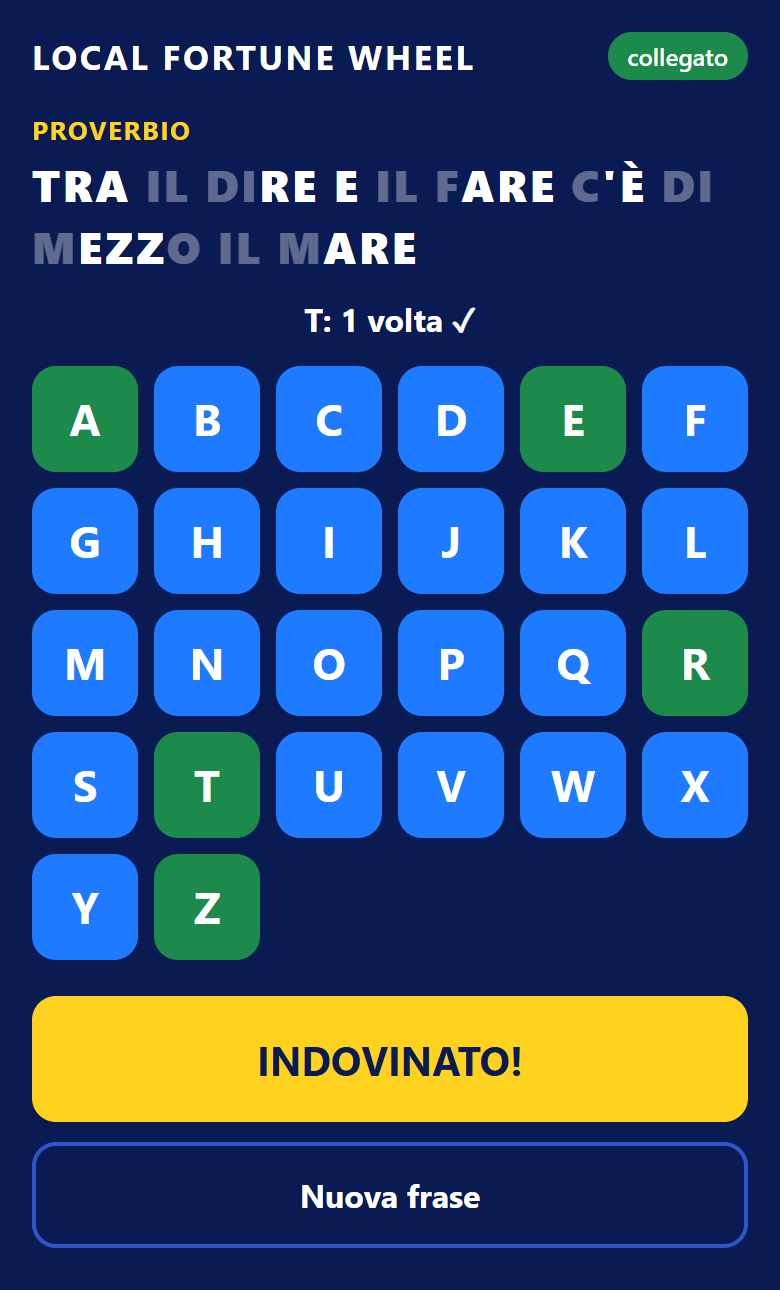 LOCAL FORTUNE WHEEL collegato
PROVERBIO
TRA IL DIRE E IL FARE C'È DI
MEZZO IL MARE
T: 1 volta ✓
A B C D E F
G H I J K L
M N O P Q R
S T U V W X
Y Z
INDOVINATO!
Nuova frase